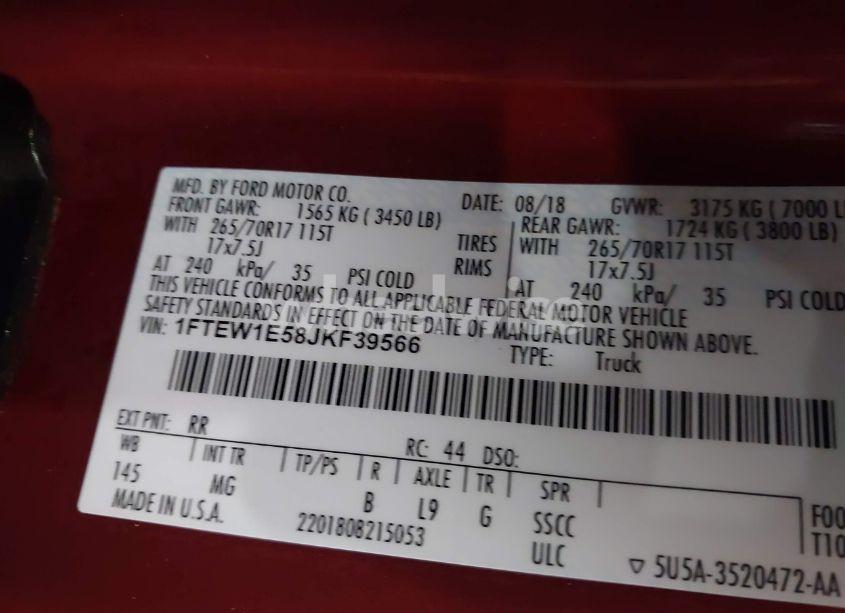 MFD. BY FORD MOTOR CO.
DATE: 08/18 GVWR: 3175 KG ( 7000 L
FRONT GAWR: 1565 KG ( 3450 LB)
REAR GAWR: 1724 KG ( 3800 LB)
WITH 265/70R17 115T TIRES
WITH 265/70R17 115T
17x7.5J RIMS
17x7.5J
AT 240 kPa/ 35 PSI COLD
AT 240 kPa/ 35 PSI COLD
THIS VEHICLE CONFORMS TO ALL APPLICABLE FEDERAL MOTOR VEHICLE
SAFETY STANDARDS IN EFFECT ON THE DATE OF MANUFACTURE SHOWN ABOVE.
VIN: 1FTEW1E58JKF39566
TYPE: Truck
EXT PNT: RR RC: 44 DSO:
WB INT TR TP/PS R AXLE TR SPR
145 MG B L9 G SSCC
MADE IN U.S.A. 2201808215053 ULC
F00
T10
▽ 5U5A-3520472-AA